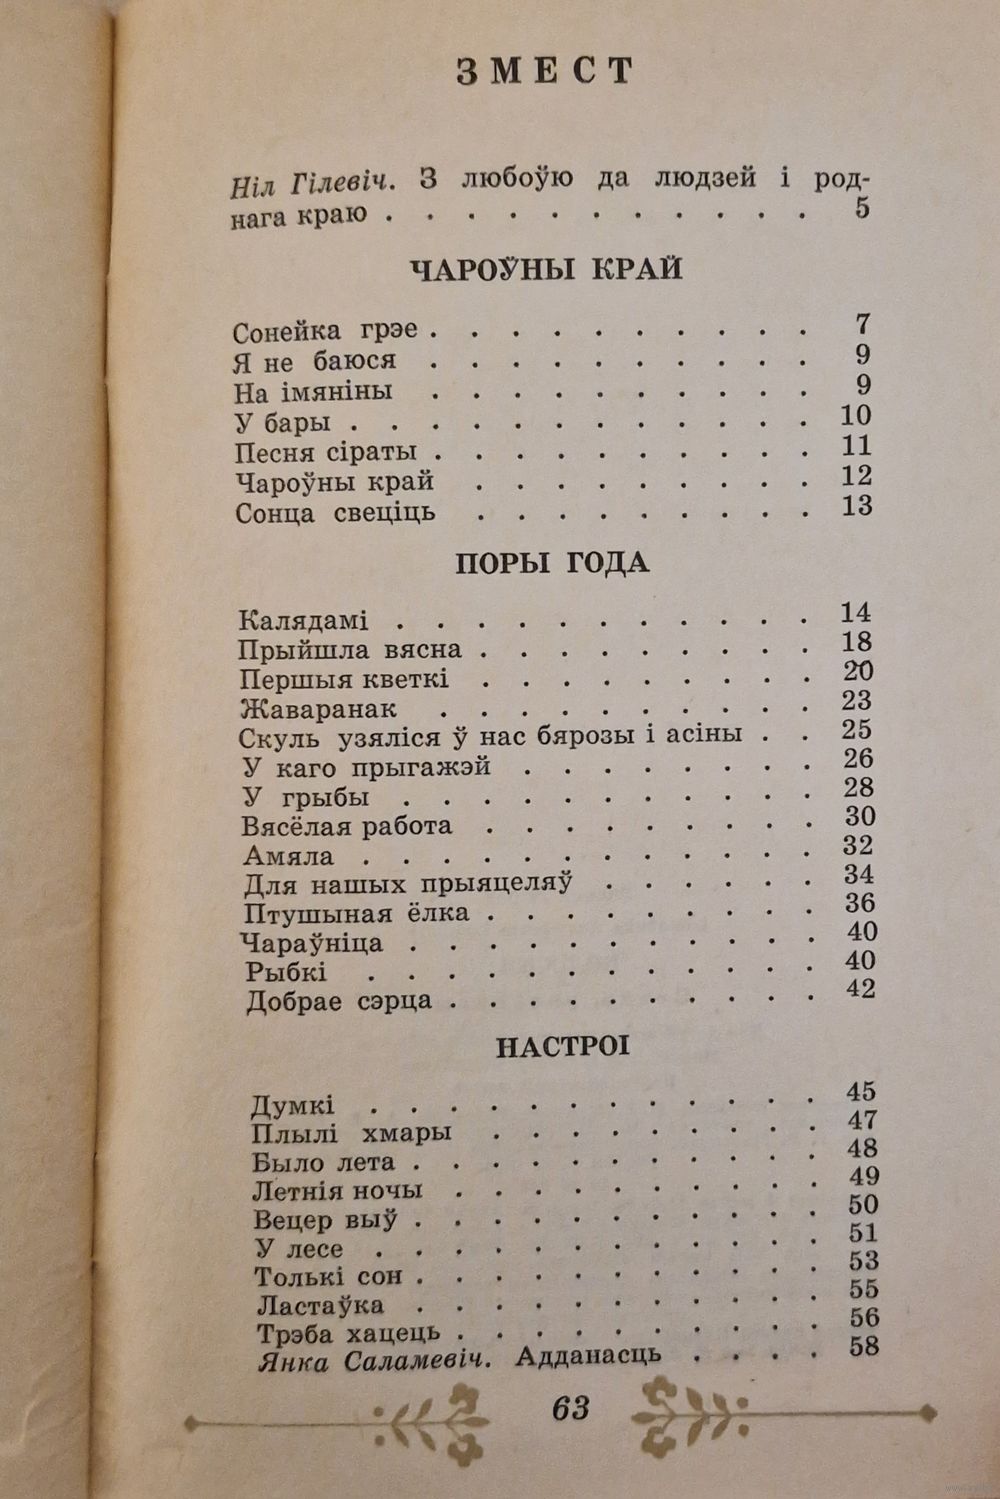 ЗМЕСТ
Ніл Гілевіч. З любоўю да людзей і род-
нага краю . . . . . . . . . . . 5
ЧАРОЎНЫ КРАЙ
Сонейка грэе . . . . . . . . . . 7
Я не баюся . . . . . . . . . . 9
На імяніны . . . . . . . . . . 9
У бары . . . . . . . . . . . . 10
Песня сіраты . . . . . . . . . . 11
Чароўны край . . . . . . . . . 12
Сонца свеціць . . . . . . . . . 13
ПОРЫ ГОДА
Калядамі . . . . . . . . . . . 14
Прыйшла вясна . . . . . . . . . 18
Першыя кветкі . . . . . . . . . 20
Жаваранак . . . . . . . . . . 23
Скуль узяліся ў нас бярозы і асіны . . 25
У каго прыгажэй . . . . . . . . 26
У грыбы . . . . . . . . . . . 28
Вясёлая работа . . . . . . . . . 30
Амяла . . . . . . . . . . . . 32
Для нашых прыяцеляў . . . . . . 34
Птушыная ёлка . . . . . . . . . 36
Чараўніца . . . . . . . . . . . 40
Рыбкі . . . . . . . . . . . . 40
Добрае сэрца . . . . . . . . . . 42
НАСТРОІ
Думкі . . . . . . . . . . . . 45
Плылі хмары . . . . . . . . . 47
Было лета . . . . . . . . . . . 48
Летнія ночы . . . . . . . . . . 49
Вецер выў . . . . . . . . . . . 50
У лесе . . . . . . . . . . . . 51
Толькі сон . . . . . . . . . . . 53
Ластаўка . . . . . . . . . . . 55
Трэба хацець . . . . . . . . . . 56
Янка Саламевіч. Адданасць . . . . 58
63